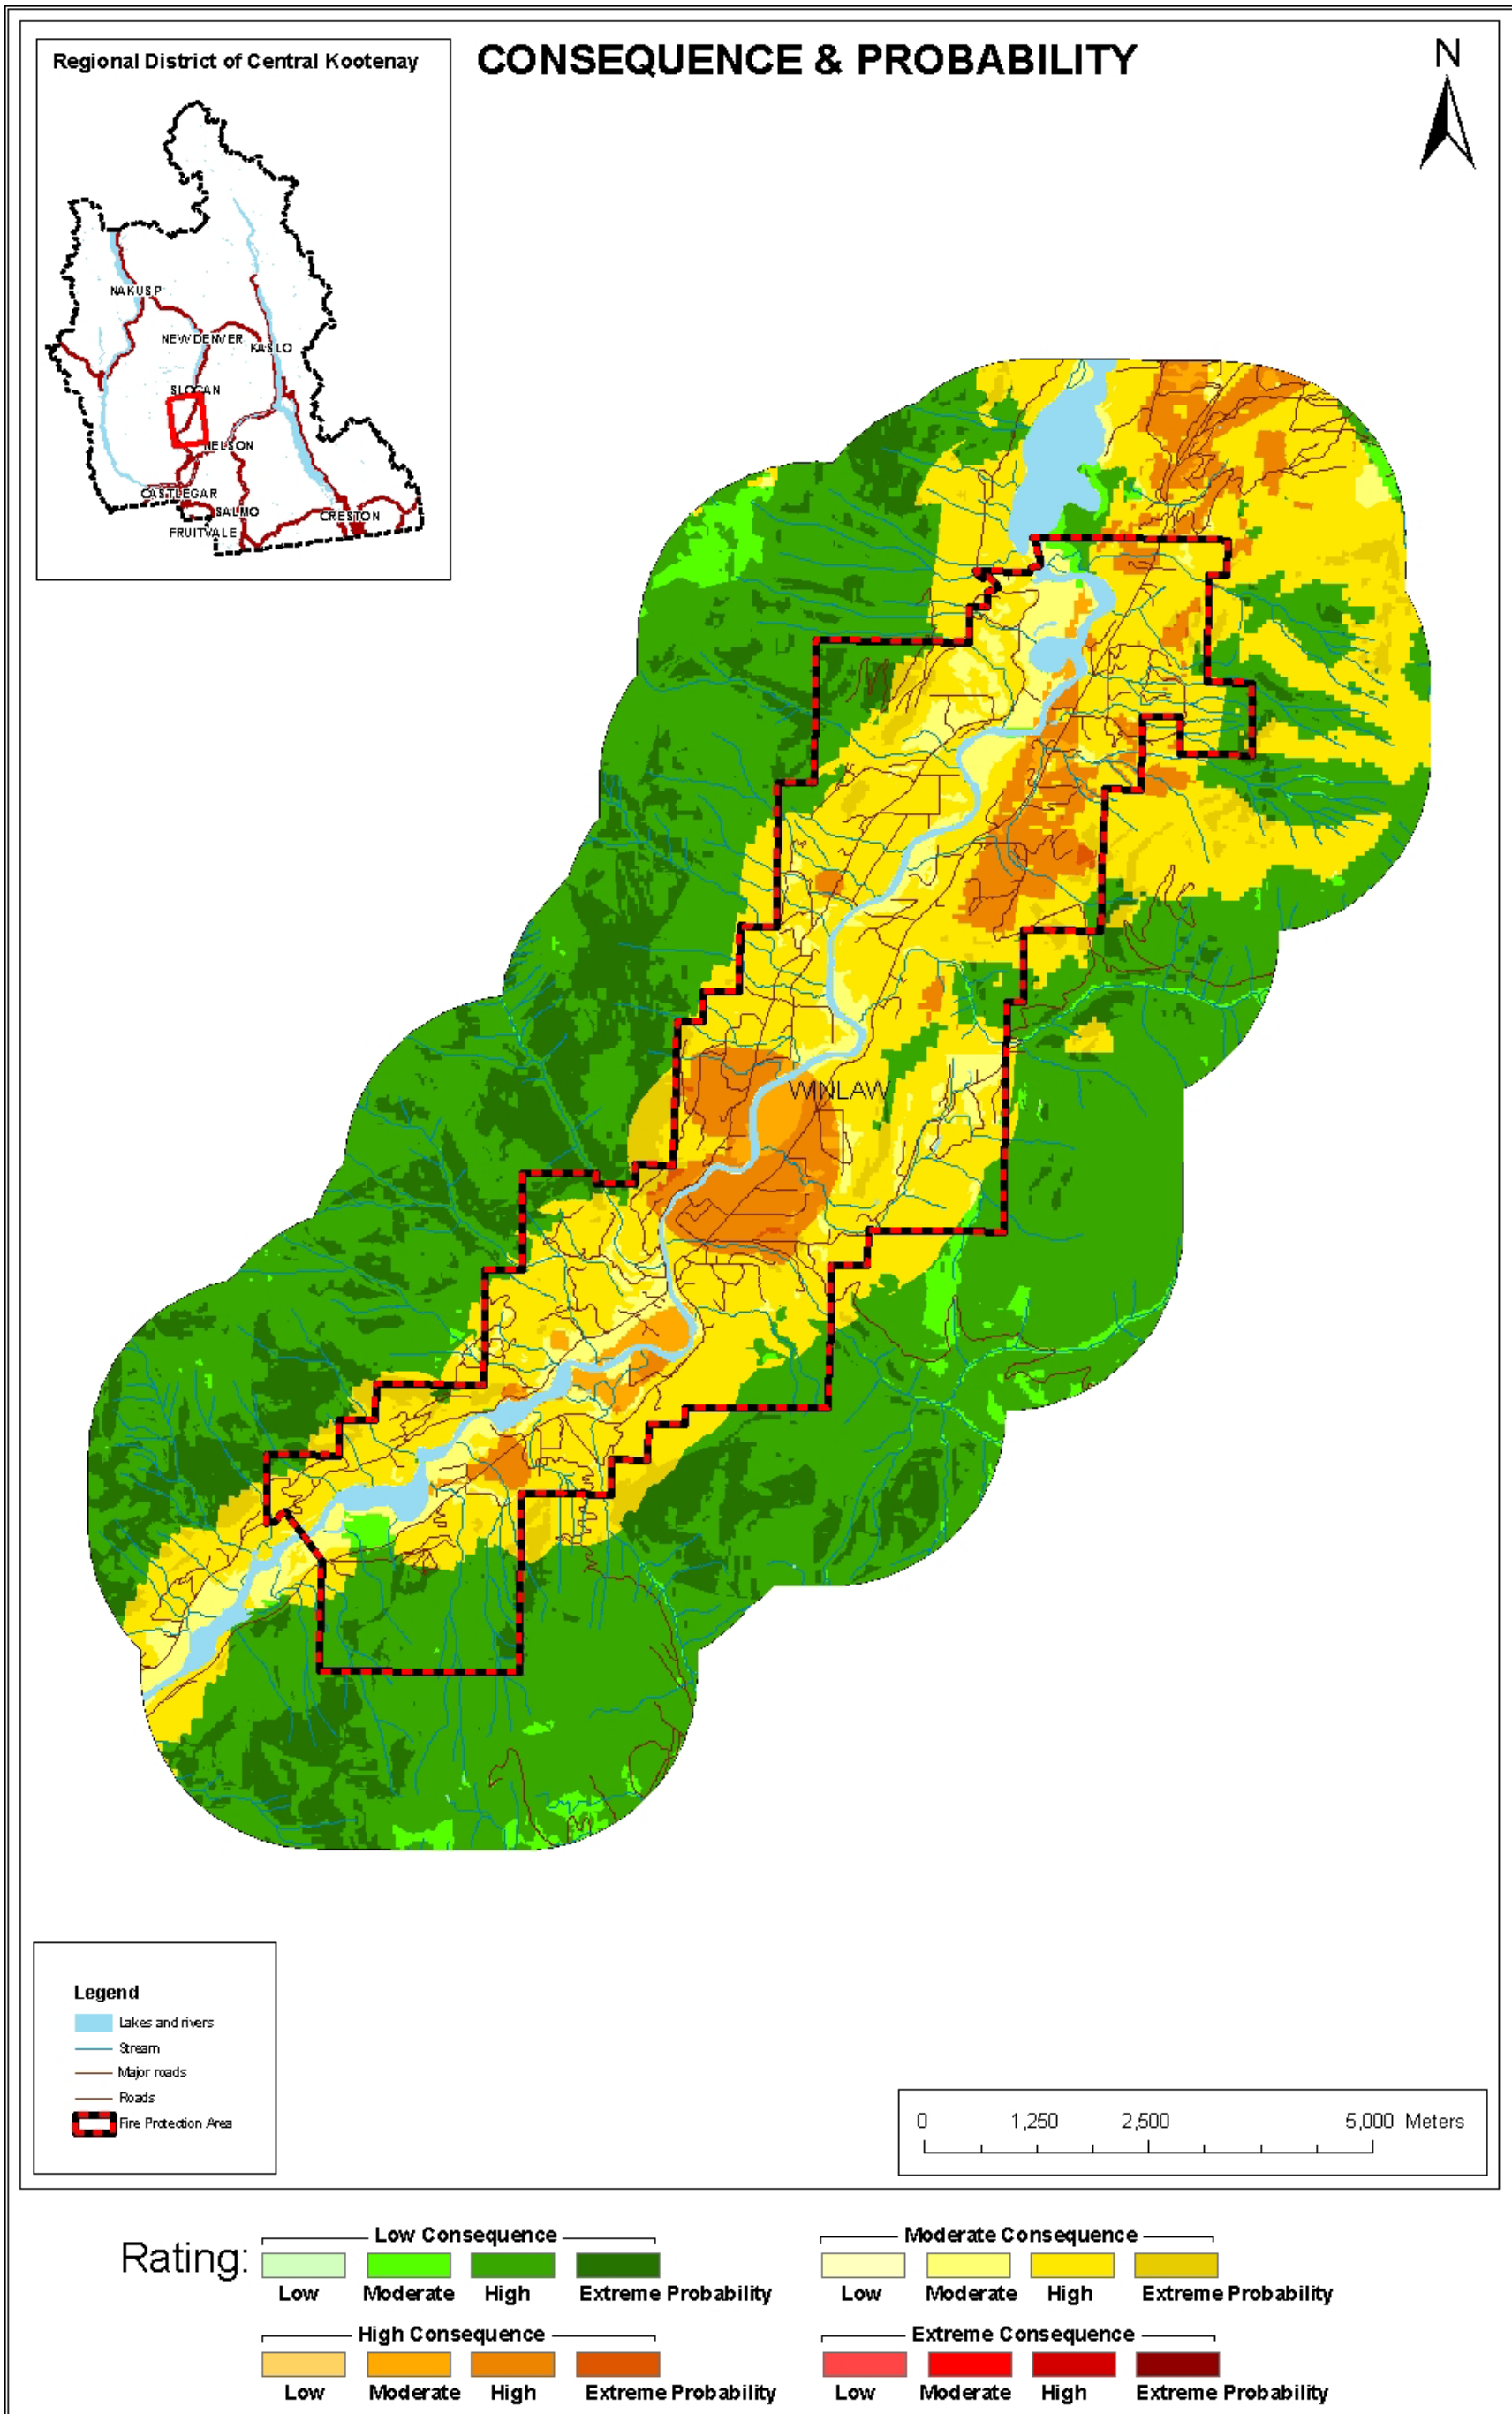 Regional District of Central Kootenay
CONSEQUENCE & PROBABILITY
N
NAKUSP
NEW DENVER
KASLO
SLOCAN
NELSON
CASTLEGAR
SALMO
CRESTON
FRUITVALE
WINLAW
Legend
Lakes and rivers
Stream
Major roads
Roads
Fire Protection Area
0 1,250 2,500 5,000 Meters
Rating:
Low Consequence
Low Moderate High Extreme Probability
Moderate Consequence
Low Moderate High Extreme Probability
High Consequence
Low Moderate High Extreme Probability
Extreme Consequence
Low Moderate High Extreme Probability